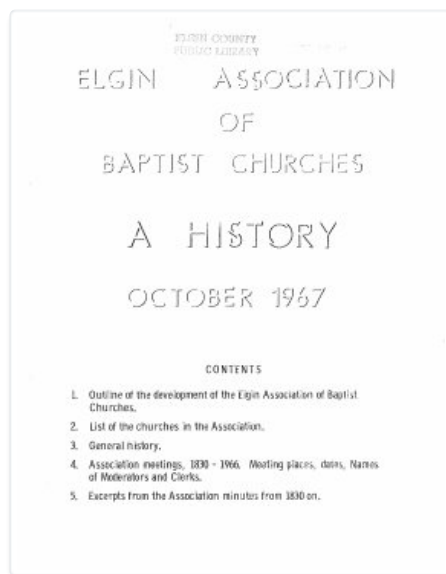 ELGIN COUNTY
PUBLIC LIBRARY
ELGIN ASSOCIATION
OF
BAPTIST CHURCHES
A HISTORY
OCTOBER 1967
CONTENTS
1. Outline of the development of the Elgin Association of Baptist
Churches.
2. List of the churches in the Association.
3. General history.
4. Association meetings, 1830 - 1966. Meeting places, dates, Names
of Moderators and Clerks.
5. Excerpts from the Association minutes from 1830 on.